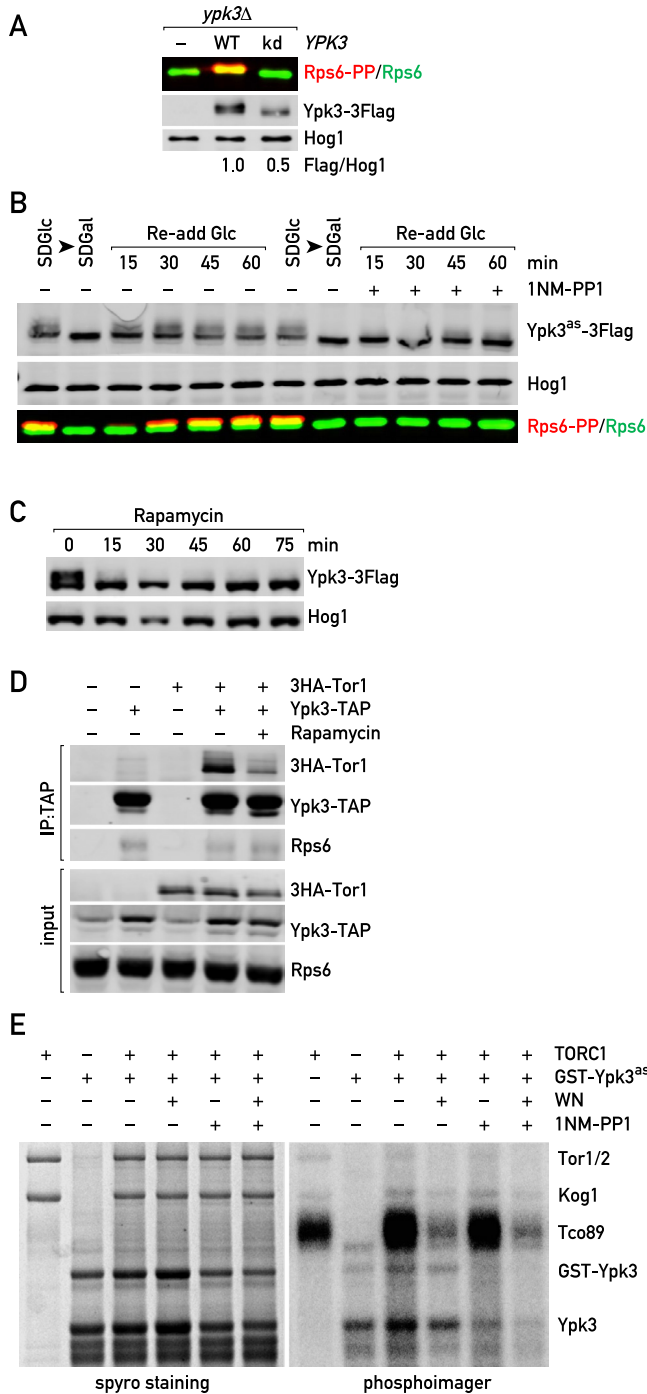 A
ypk3Δ
– WT kd YPK3
Rps6-PP/Rps6
Ypk3-3Flag
Hog1
1.0 0.5 Flag/Hog1
B
SDGlc ➤ SDGal Re-add Glc SDGlc ➤ SDGal Re-add Glc
15 30 45 60 15 30 45 60 min
– – – – – – – – + + + + 1NM-PP1
Ypk3as-3Flag
Hog1
Rps6-PP/Rps6
C
Rapamycin
0 15 30 45 60 75 min
Ypk3-3Flag
Hog1
D
– – + + + 3HA-Tor1
– + – + + Ypk3-TAP
– – – – + Rapamycin
IP:TAP
3HA-Tor1
Ypk3-TAP
Rps6
input
3HA-Tor1
Ypk3-TAP
Rps6
E
+ – + + + + + – + + + + TORC1
– + + + + + – + + + + + GST-Ypk3as
– – – + – + – – – + – + WN
– – – – + + – – – – + + 1NM-PP1
Tor1/2
Kog1
Tco89
GST-Ypk3
Ypk3
spyro staining phosphoimager